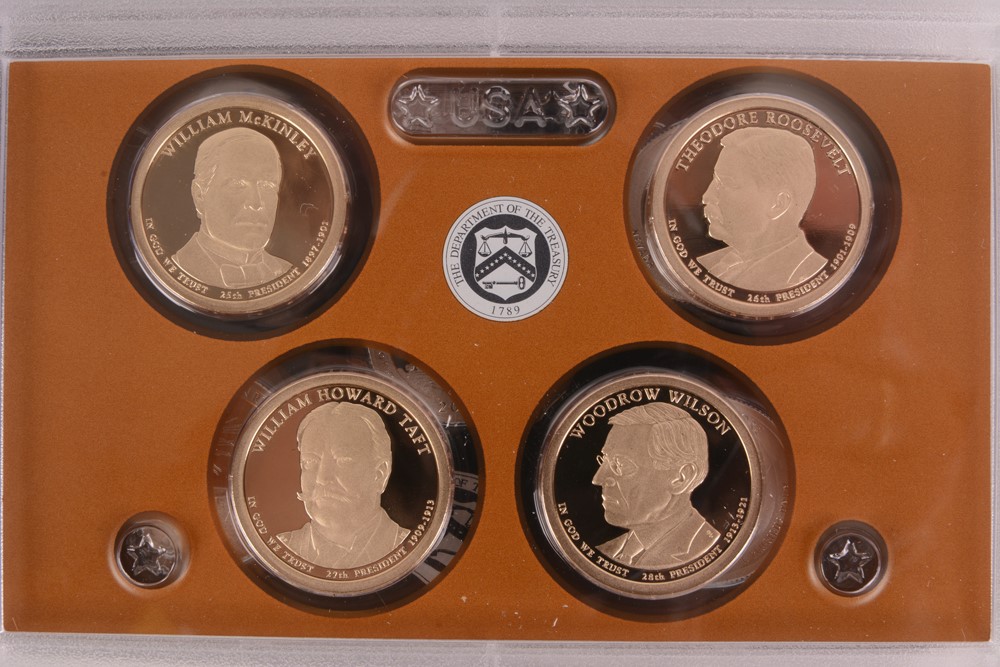 USA
WILLIAM McKINLEY
IN GOD WE TRUST 25th PRESIDENT 1897-1901
THE DEPARTMENT OF THE TREASURY
1789
THEODORE ROOSEVELT
IN GOD WE TRUST 26th PRESIDENT 1901-1909
WILLIAM HOWARD TAFT
IN GOD WE TRUST 27th PRESIDENT 1909-1913
WOODROW WILSON
IN GOD WE TRUST 28th PRESIDENT 1913-1921